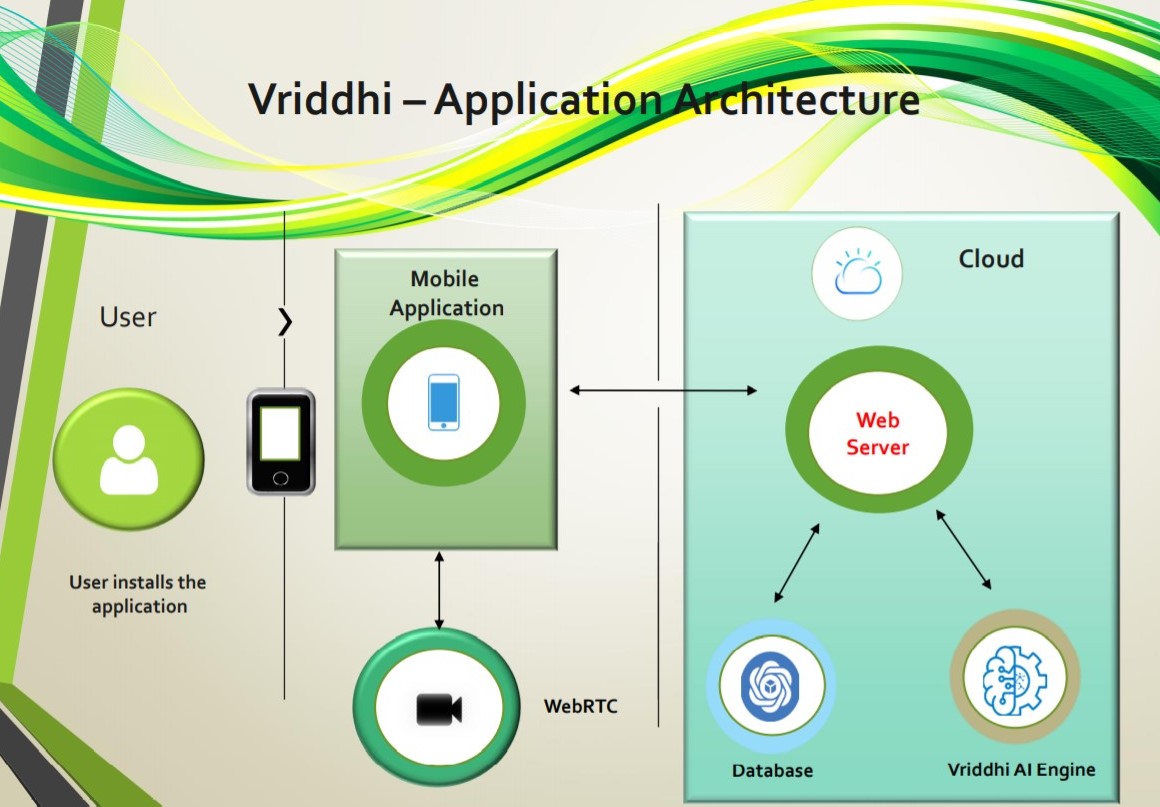 Vriddhi – Application Architecture
User
User installs the
application
Mobile
Application
WebRTC
Cloud
Web
Server
Database
Vriddhi AI Engine